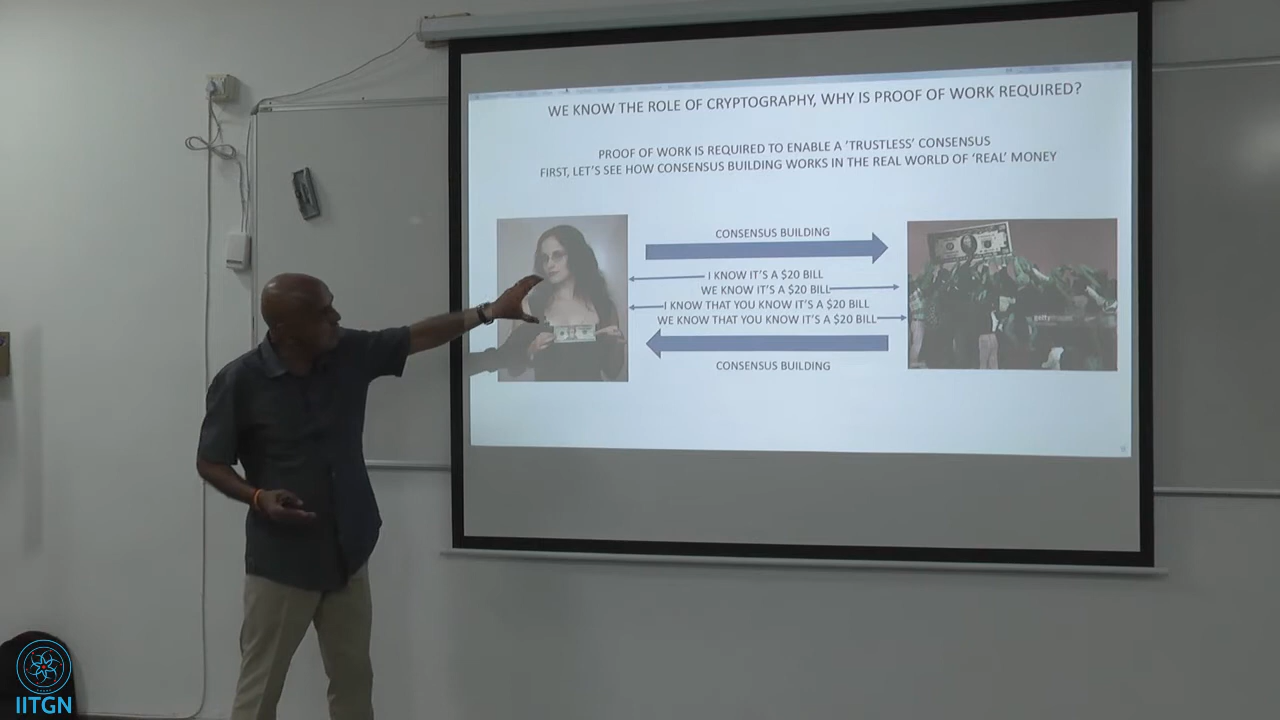 WE KNOW THE ROLE OF CRYPTOGRAPHY, WHY IS PROOF OF WORK REQUIRED?
PROOF OF WORK IS REQUIRED TO ENABLE A 'TRUSTLESS' CONSENSUS
FIRST, LET'S SEE HOW CONSENSUS BUILDING WORKS IN THE REAL WORLD OF 'REAL' MONEY
CONSENSUS BUILDING
I KNOW IT'S A $20 BILL
WE KNOW IT'S A $20 BILL
I KNOW THAT YOU KNOW IT'S A $20 BILL
WE KNOW THAT YOU KNOW IT'S A $20 BILL
CONSENSUS BUILDING
IITGN